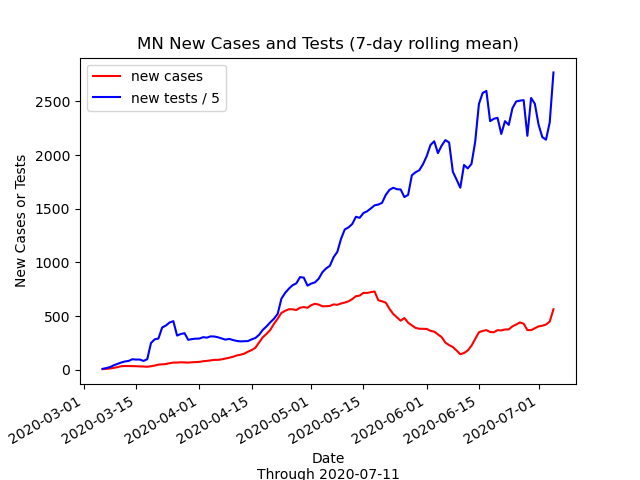 MN New Cases and Tests (7-day rolling mean)
new cases
new tests / 5
New Cases or Tests
2500
2000
1500
1000
500
0
2020-03-01
2020-03-15
2020-04-01
2020-04-15
2020-05-01
2020-05-15
2020-06-01
2020-06-15
2020-07-01
Date
Through 2020-07-11